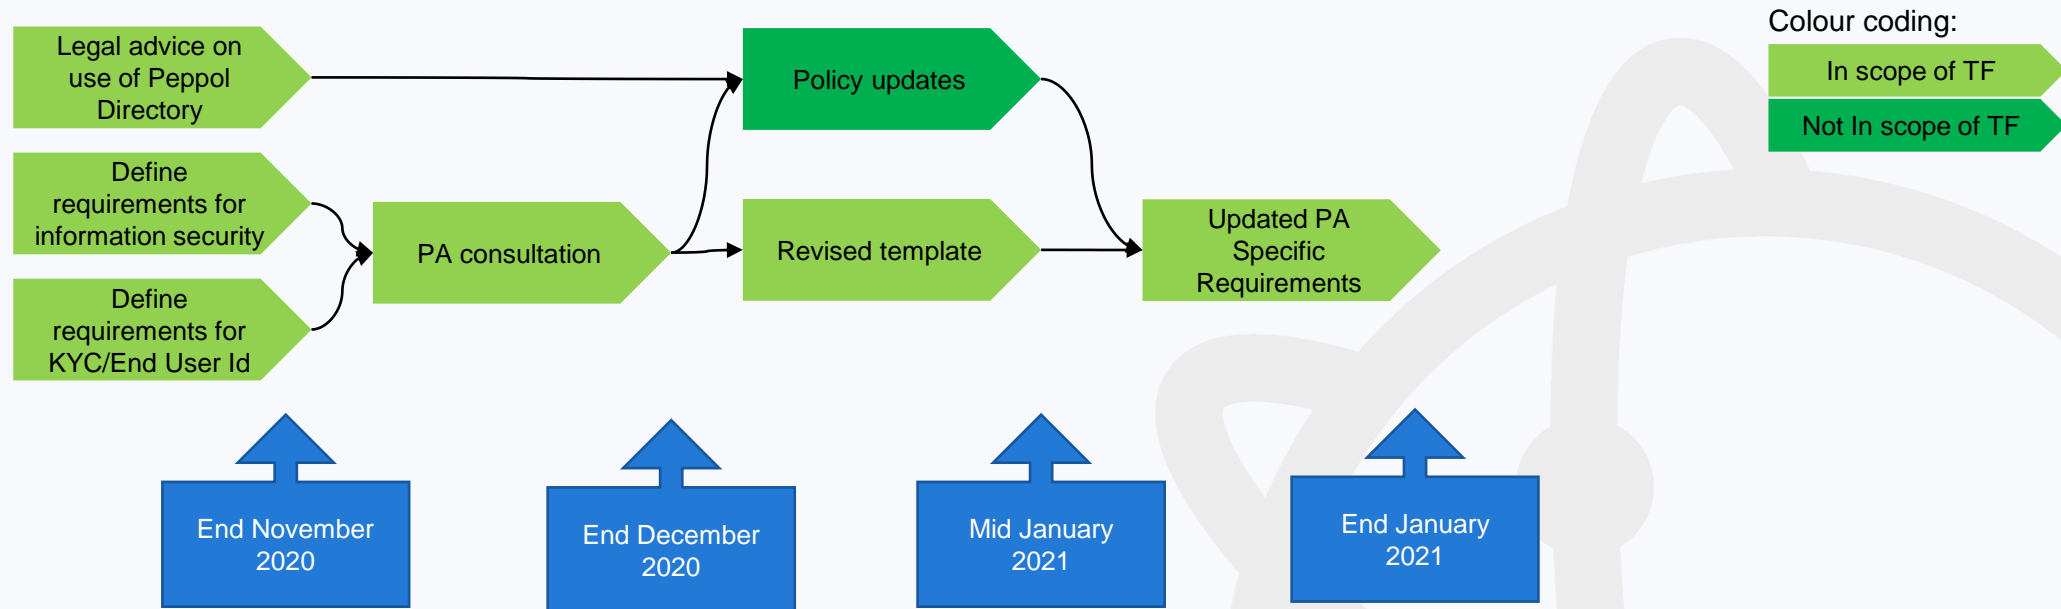 Colour coding:
In scope of TF
Not In scope of TF
Legal advice on
use of Peppol
Directory
Policy updates
Define
requirements for
information security
PA consultation
Revised template
Updated PA
Specific
Requirements
Define
requirements for
KYC/End User Id
End November
2020
End December
2020
Mid January
2021
End January
2021